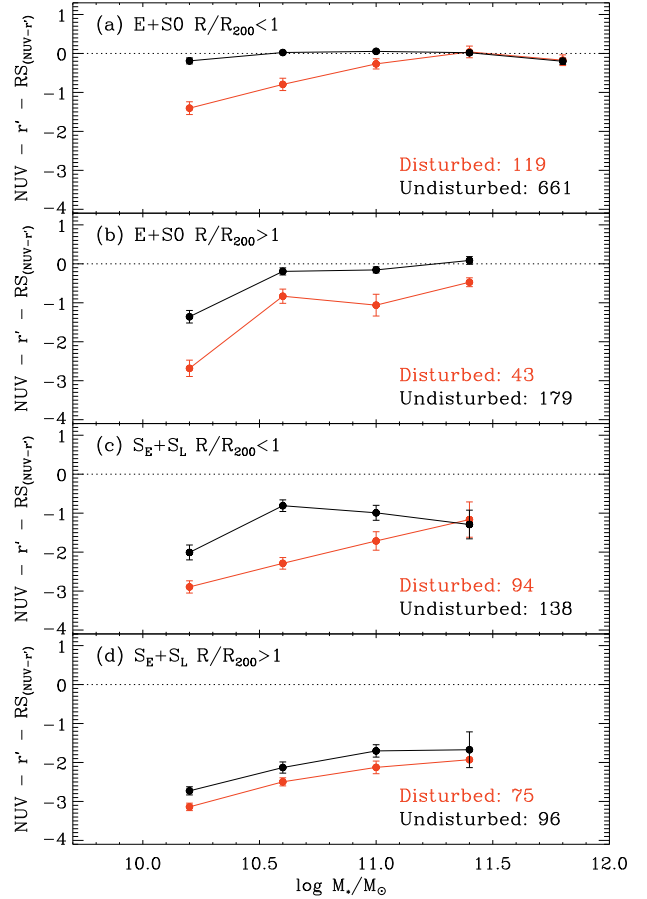 (a) E+S0 R/R200<1
1
0
−1
−2
−3
−4
NUV − r′ − RS(NUV−r′)
Disturbed: 119
Undisturbed: 661
(b) E+S0 R/R200>1
1
0
−1
−2
−3
−4
NUV − r′ − RS(NUV−r′)
Disturbed: 43
Undisturbed: 179
(c) SE+SL R/R200<1
1
0
−1
−2
−3
−4
NUV − r′ − RS(NUV−r′)
Disturbed: 94
Undisturbed: 138
(d) SE+SL R/R200>1
1
0
−1
−2
−3
−4
NUV − r′ − RS(NUV−r′)
Disturbed: 75
Undisturbed: 96
10.0 10.5 11.0 11.5 12.0
log M*/M⊙